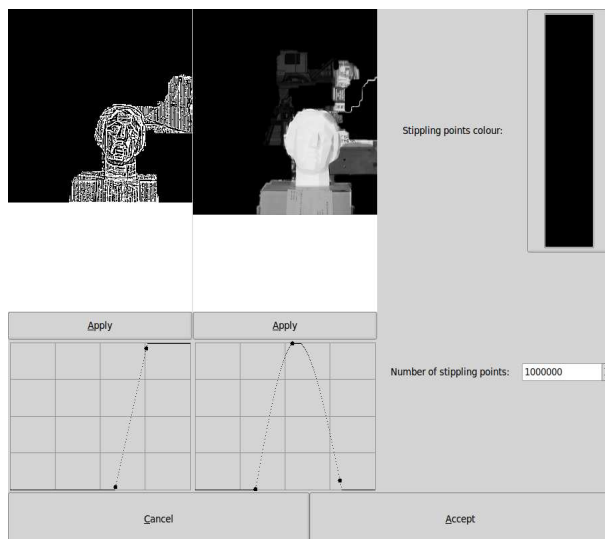 Stippling points colour:
Apply
Apply
Number of stippling points: 1000000
Cancel
Accept